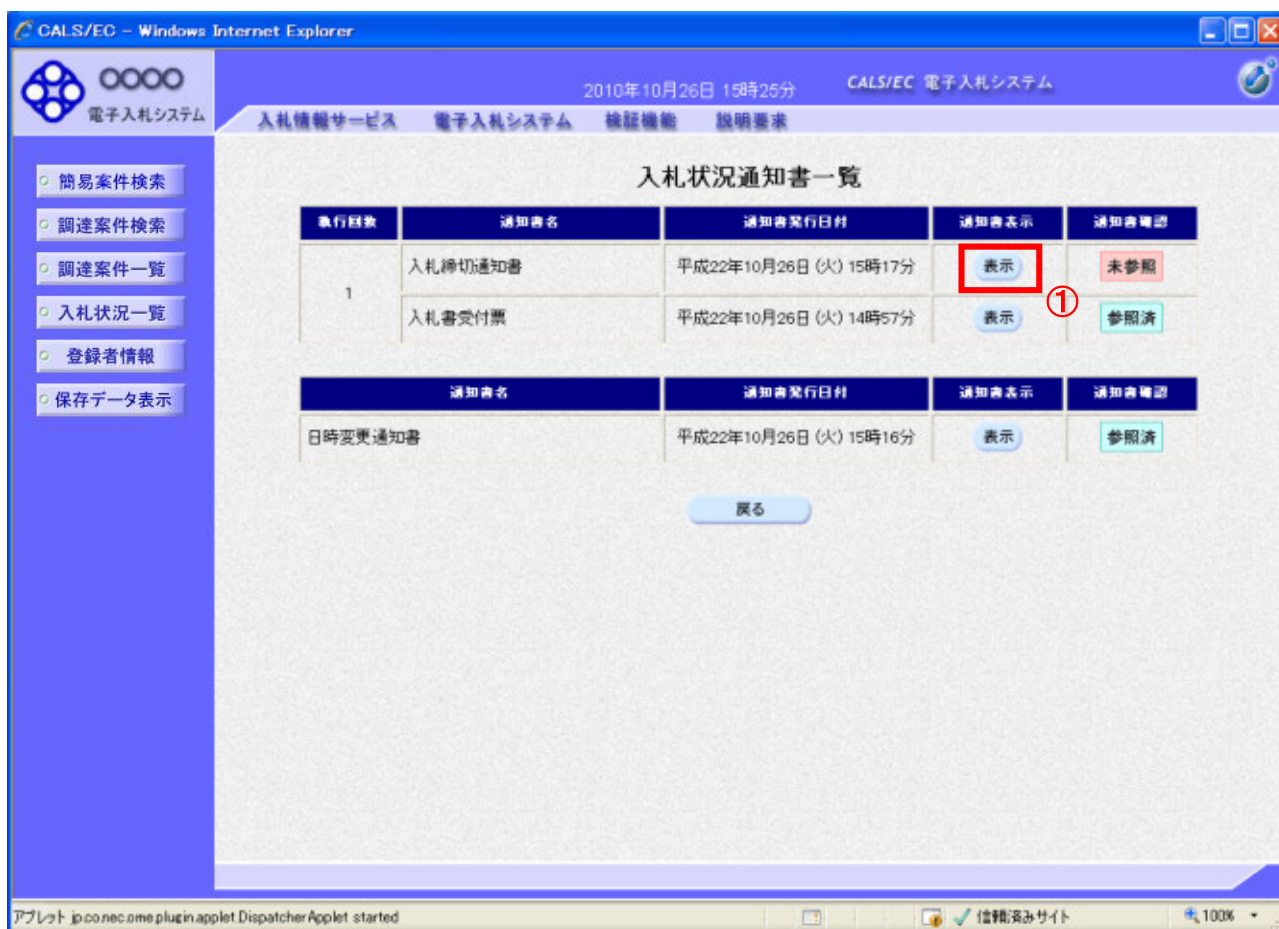 CALS/EC - Windows Internet Explorer
○○○○
電子入札システム
2010年10月26日 15時25分
CALS/EC 電子入札システム
入札情報サービス 電子入札システム 検証機能 説明要求
簡易案件検索
調達案件検索
調達案件一覧
入札状況一覧
登録者情報
保存データ表示
入札状況通知書一覧
執行回数 通知書名 通知書発行日付 通知書表示 通知書確認
1 入札締切通知書 平成22年10月26日 (火) 15時17分 表示 未参照
①
入札書受付票 平成22年10月26日 (火) 14時57分 表示 参照済
通知書名 通知書発行日付 通知書表示 通知書確認
日時変更通知書 平成22年10月26日 (火) 15時16分 表示 参照済
戻る
アプレット jp.co.nec.ome.plugin.applet.DispatcherApplet started
信頼済みサイト
100%